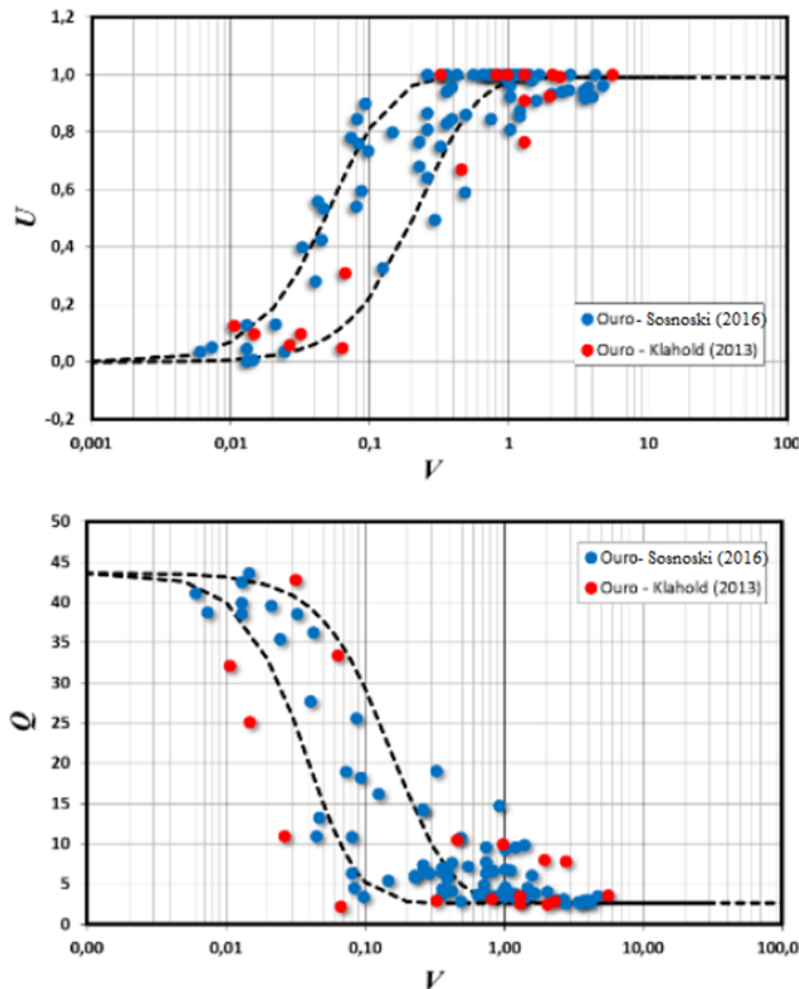 1,2
1,0
0,8
0,6
0,4
0,2
0,0
-0,2
U
Ouro- Sosnoski (2016)
Ouro - Klahold (2013)
0,001 0,01 0,1 1 10 100
V
50
45
40
35
30
25
20
15
10
5
0
Q
Ouro- Sosnoski (2016)
Ouro - Klahold (2013)
0,00 0,01 0,10 1,00 10,00 100,0
V